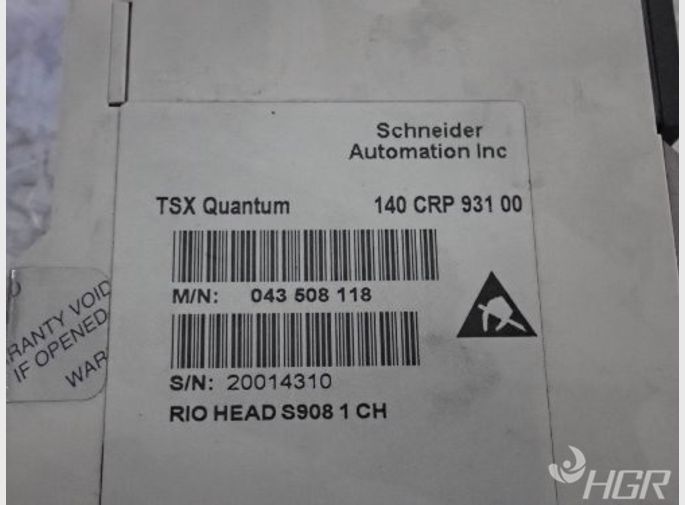 Schneider
Automation Inc
TSX Quantum 140 CRP 931 00
M/N: 043 508 118
S/N: 20014310
RIO HEAD S908 1 CH
RANTY VOID
IF OPENED
WAR
HGR